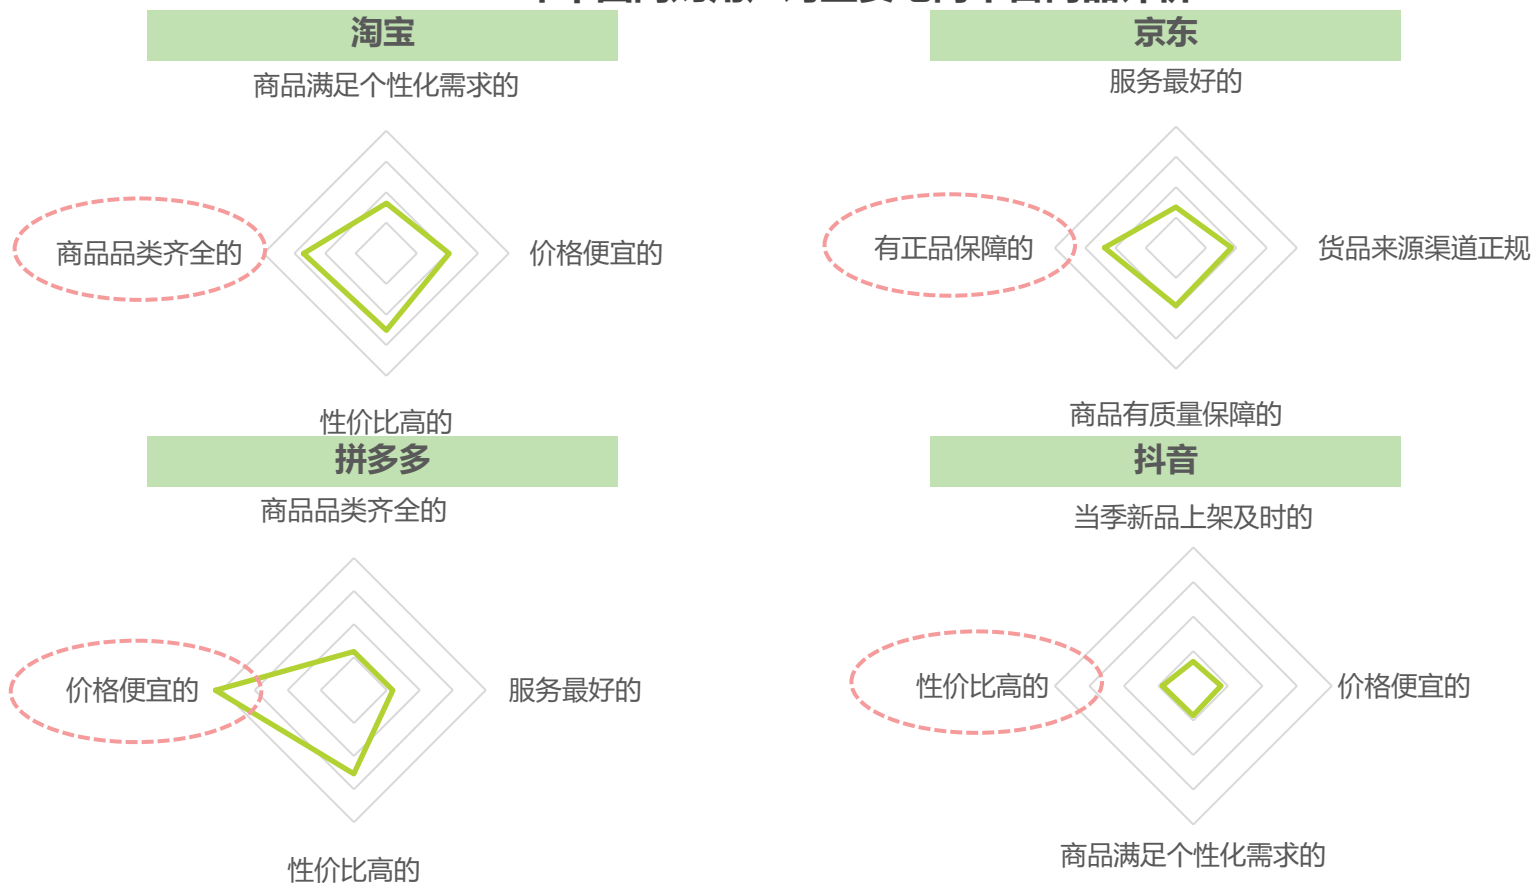 淘宝
京东
商品满足个性化需求的
服务最好的
商品品类齐全的
价格便宜的
有正品保障的
货品来源渠道正规
性价比高的
商品有质量保障的
拼多多
抖音
商品品类齐全的
当季新品上架及时的
价格便宜的
服务最好的
性价比高的
价格便宜的
性价比高的
商品满足个性化需求的